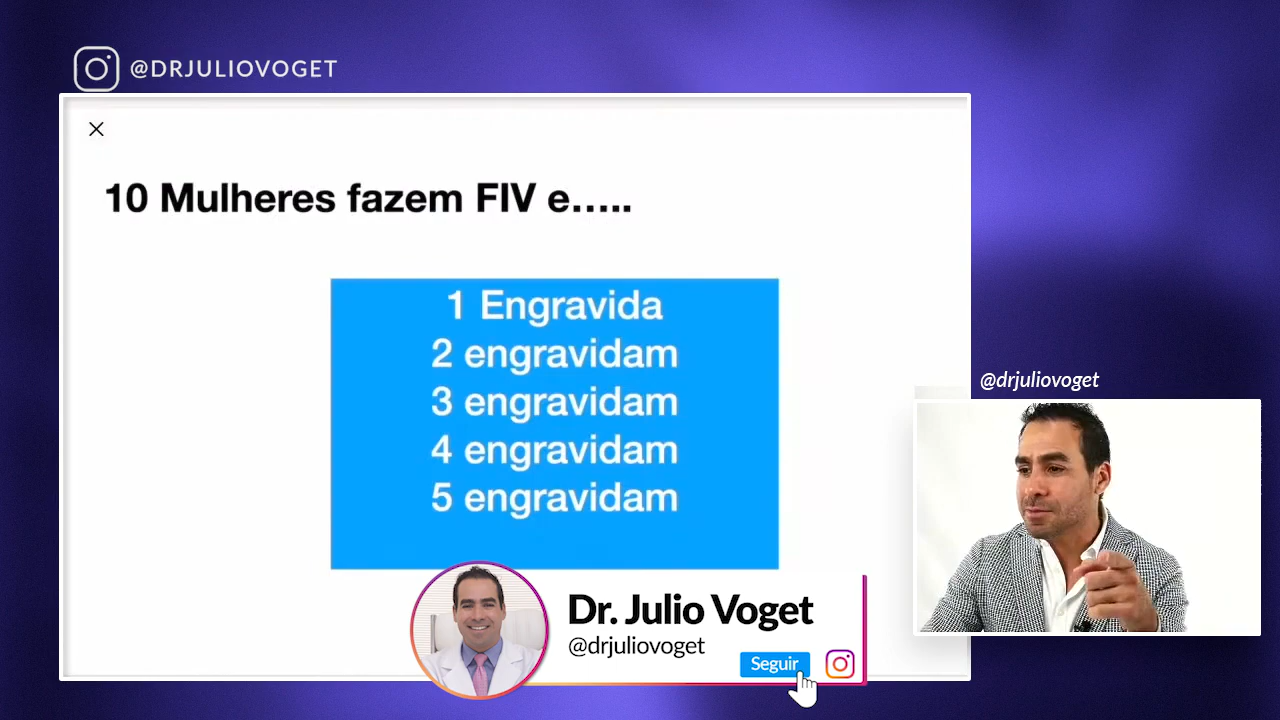 @DRJULIOVOGET
10 Mulheres fazem FIV e.....
1 Engravida
2 engravidam
3 engravidam
4 engravidam
5 engravidam
@drjuliovoget
Dr. Julio Voget
@drjuliovoget
Seguir